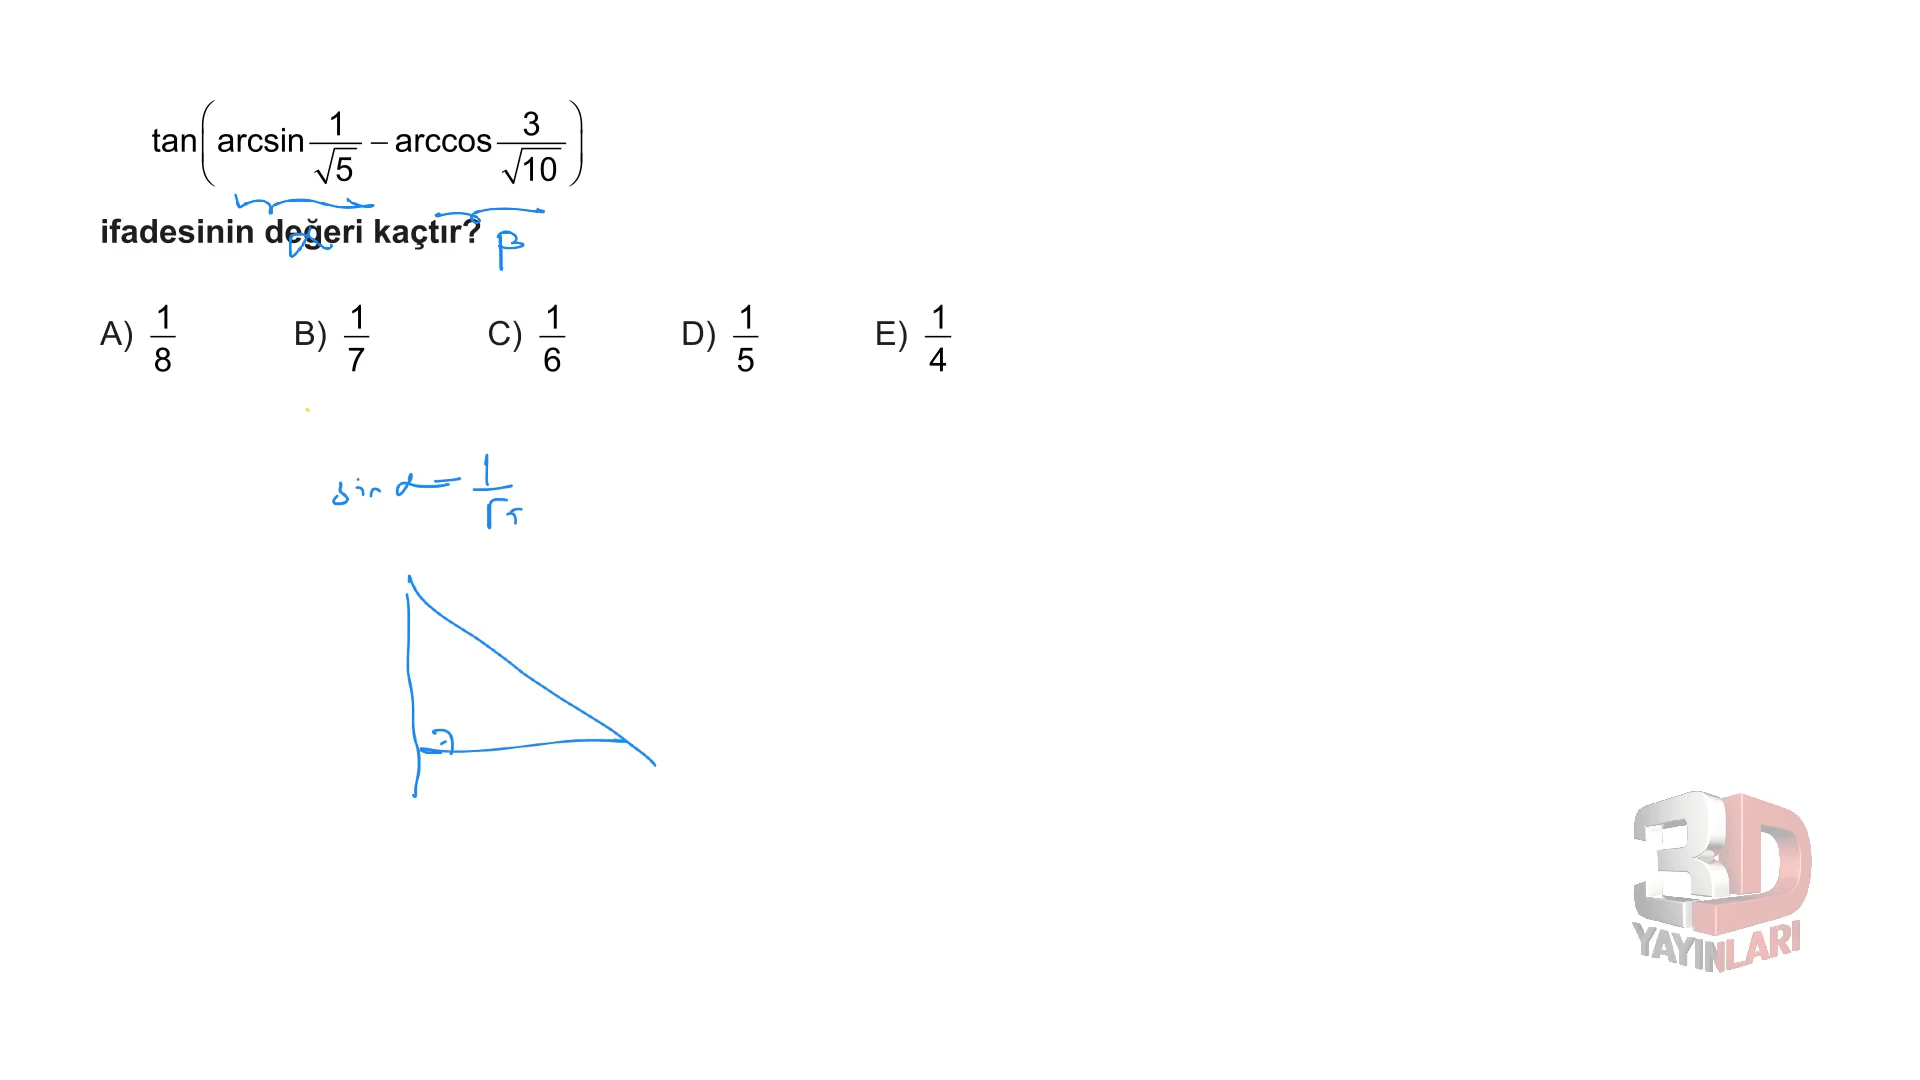 tan(arcsin 1/√5 − arccos 3/√10)
ifadesinin değeri kaçtır?
α β
A) 1/8 B) 1/7 C) 1/6 D) 1/5 E) 1/4
sin α = 1/√5
3D
YAYINLARI